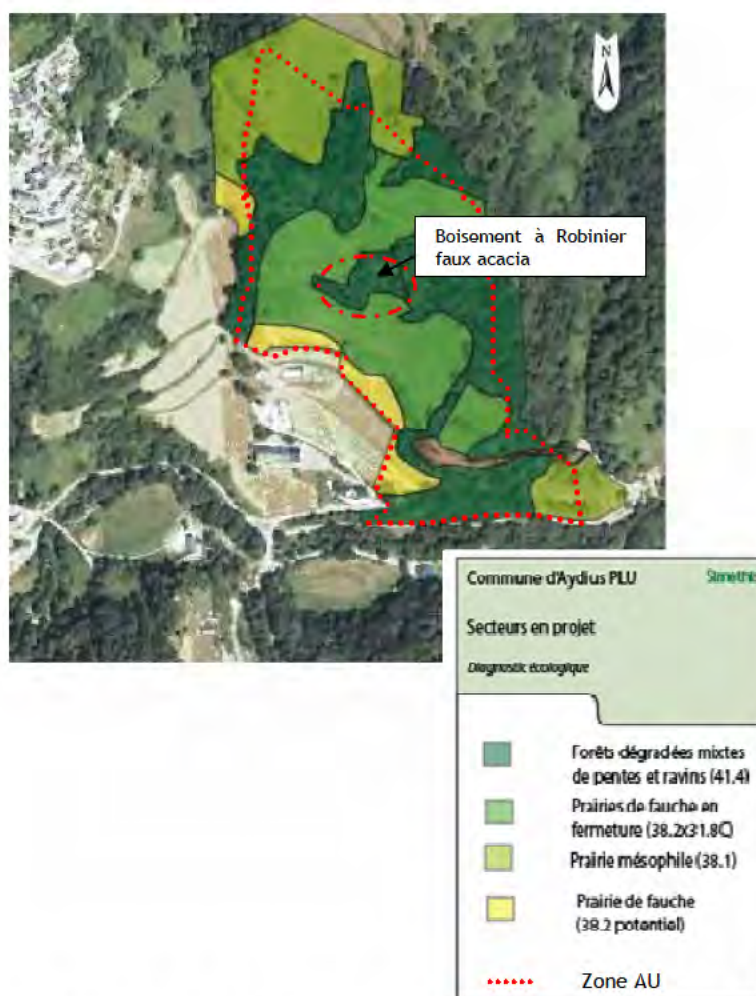 N
Boisement à Robinier
faux acacia
Commune d'Aydius PLU
Secteurs en projet
Diagnostic écologique
Forêts dégradées mixtes
de pentes et ravins (41.4)
Prairies de fauche en
fermeture (38.2x31.8C)
Prairie mésophile (38.1)
Prairie de fauche
(38.2 potentiel)
Zone AU